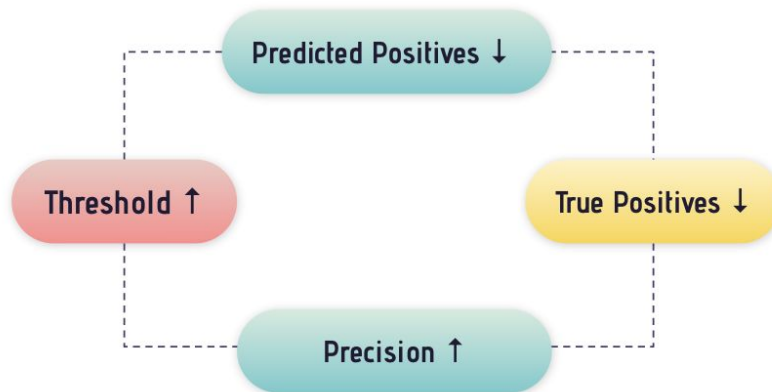 Predicted Positives ↓
Threshold ↑
True Positives ↓
Precision ↑